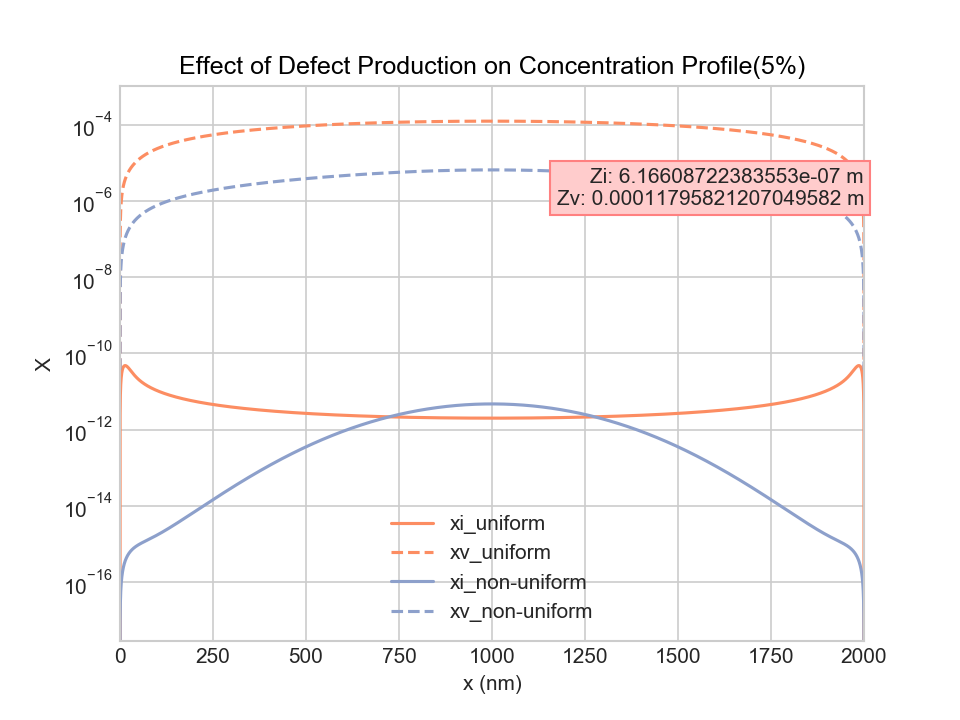 Effect of Defect Production on Concentration Profile(5%)
10⁻⁴
10⁻⁶
10⁻⁸
10⁻¹⁰
10⁻¹²
10⁻¹⁴
10⁻¹⁶
X
Zi: 6.16608722383553e-07 m
Zv: 0.00011795821207049582 m
xi_uniform
xv_uniform
xi_non-uniform
xv_non-uniform
0 250 500 750 1000 1250 1500 1750 2000
x (nm)